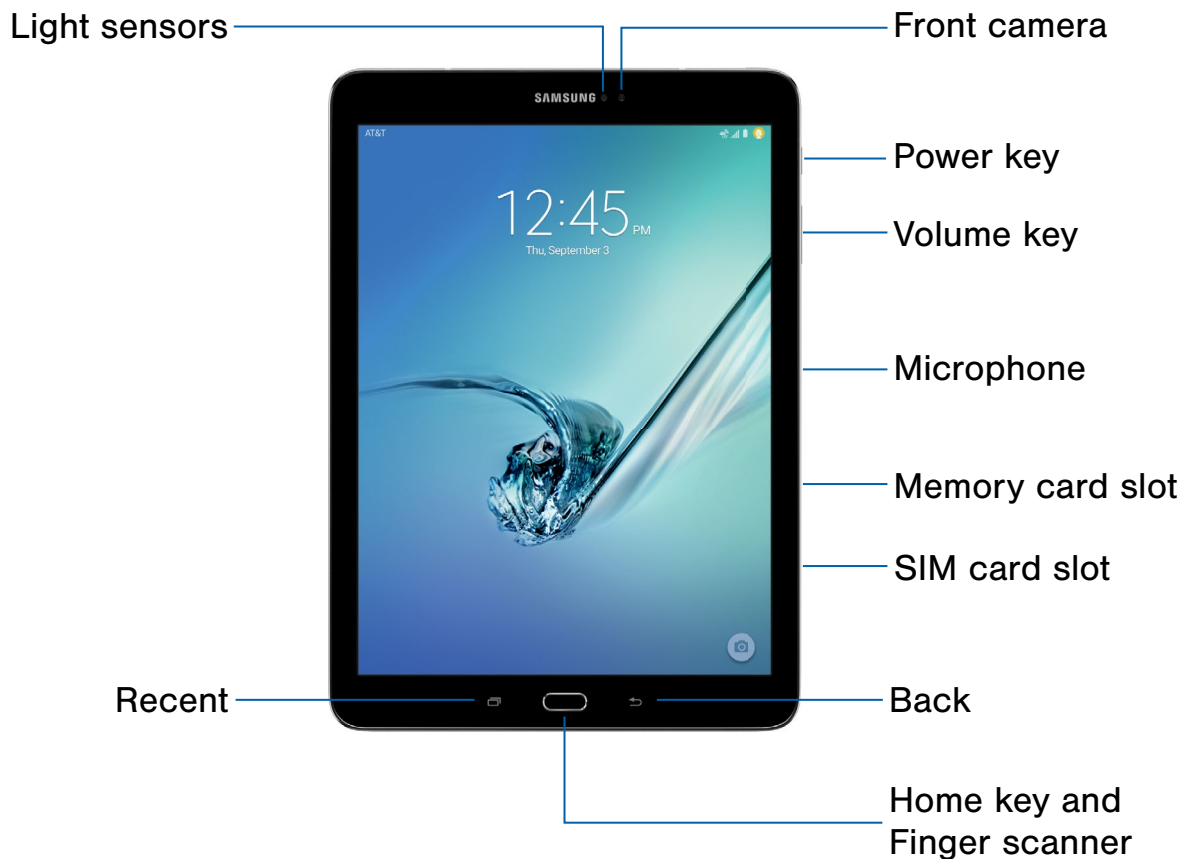 Light sensors
Front camera
SAMSUNG
AT&T
Power key
12:45 PM
Thu, September 3
Volume key
Microphone
Memory card slot
SIM card slot
Recent
Back
Home key and
Finger scanner